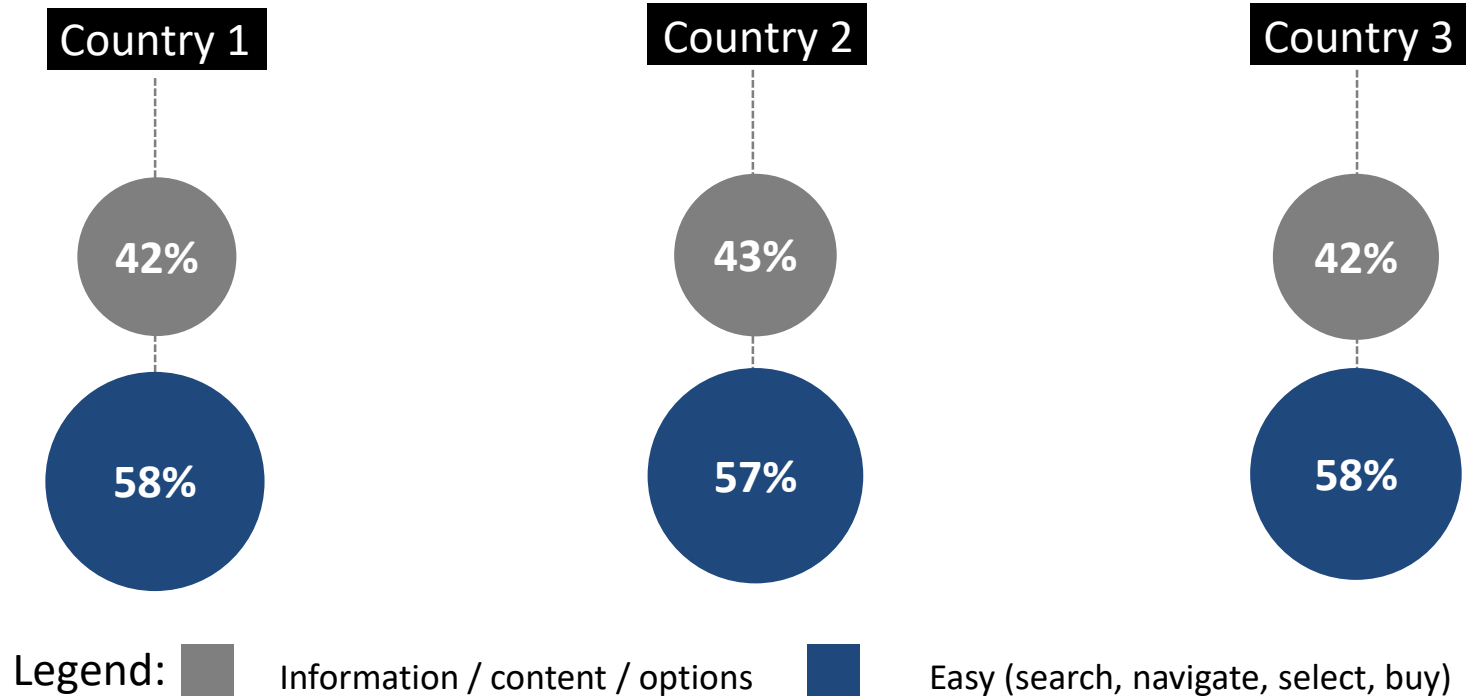 Country 1
Country 2
Country 3
42%
43%
42%
58%
57%
58%
Legend:
Information / content / options
Easy (search, navigate, select, buy)